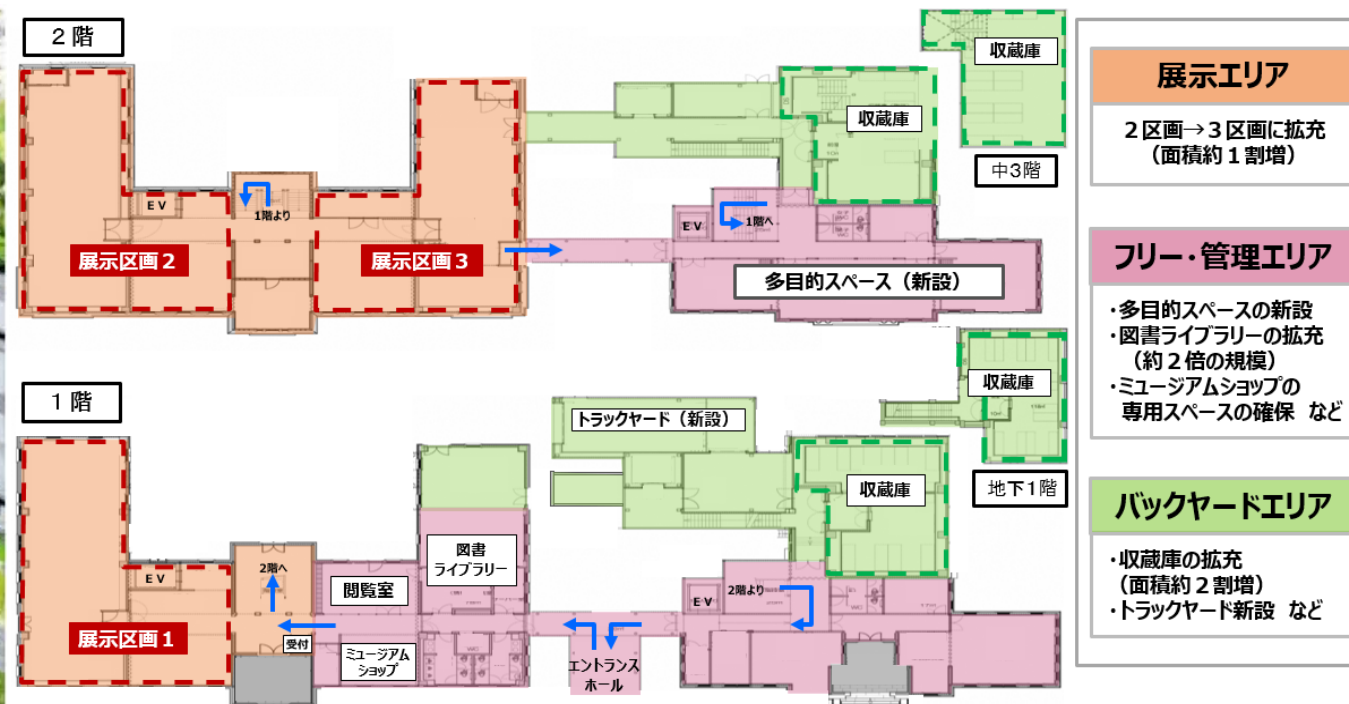 2階
収蔵庫
中3階
収蔵庫
EV
1階より
EV
1階へ
展示区画2
展示区画3
多目的スペース(新設)
1階
トラックヤード(新設)
収蔵庫
地下1階
収蔵庫
図書
ライブラリー
閲覧室
EV
2階へ
EV
2階より
展示区画1
受付
ミュージアム
ショップ
エントランス
ホール
展示エリア
2区画→3区画に拡充
(面積約1割増)
フリー・管理エリア
・多目的スペースの新設
・図書ライブラリーの拡充
(約2倍の規模)
・ミュージアムショップの
専用スペースの確保 など
バックヤードエリア
・収蔵庫の拡充
(面積約2割増)
・トラックヤード新設 など